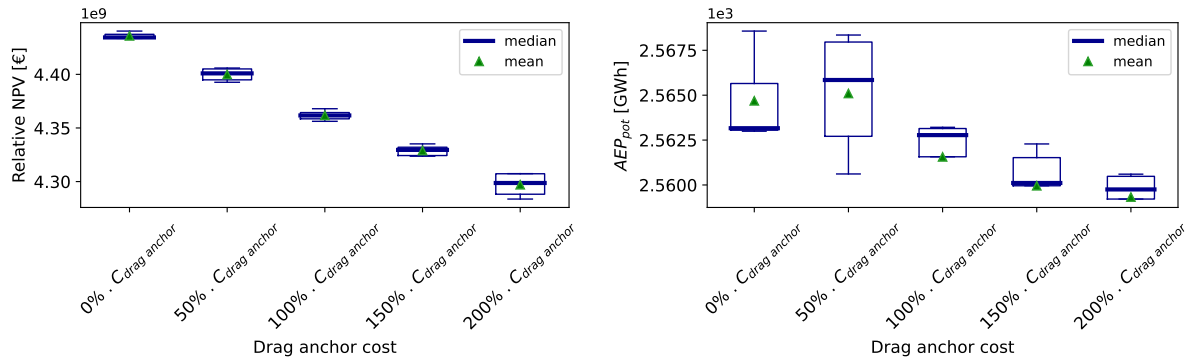 1e9
Relative NPV [€]
4.40
4.35
4.30
median
mean
0% . C_drag anchor
50% . C_drag anchor
100% . C_drag anchor
150% . C_drag anchor
200% . C_drag anchor
Drag anchor cost
1e3
AEP_pot [GWh]
2.5675
2.5650
2.5625
2.5600
median
mean
0% . C_drag anchor
50% . C_drag anchor
100% . C_drag anchor
150% . C_drag anchor
200% . C_drag anchor
Drag anchor cost